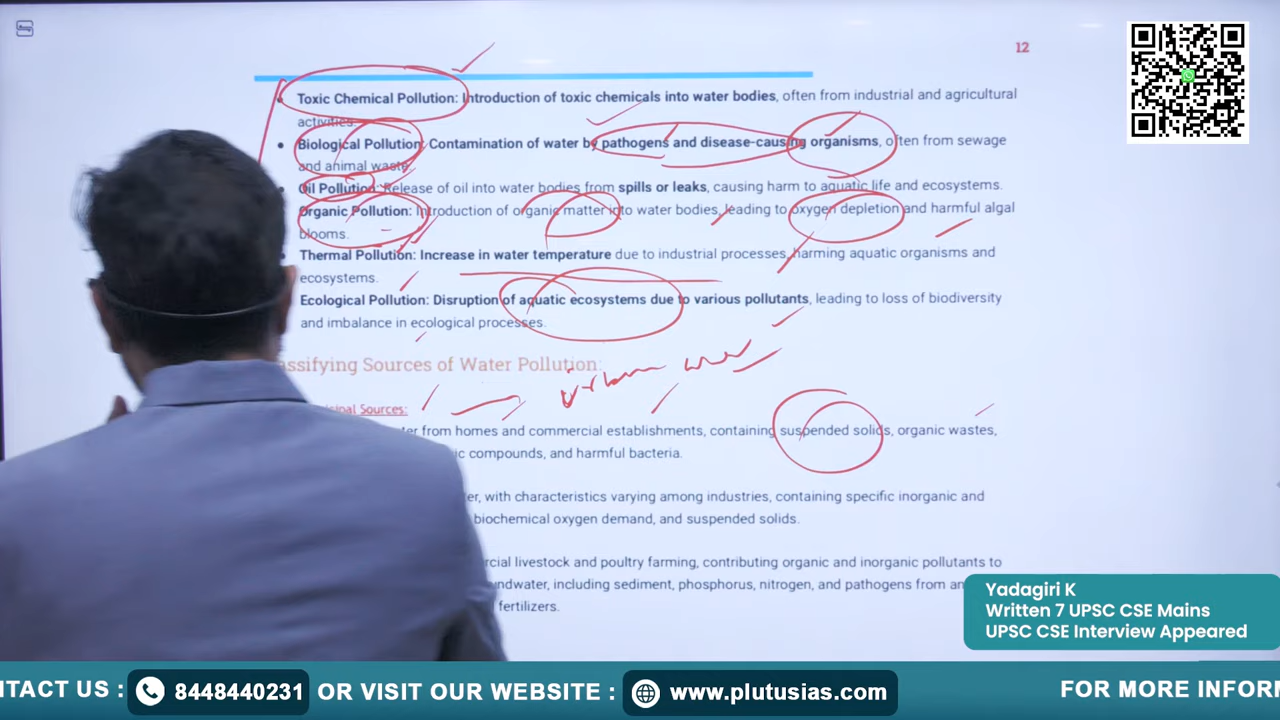 12
Toxic Chemical Pollution: Introduction of toxic chemicals into water bodies, often from industrial and agricultural
activities.
Biological Pollution: Contamination of water by pathogens and disease-causing organisms, often from sewage
and animal waste.
Oil Pollution: Release of oil into water bodies from spills or leaks, causing harm to aquatic life and ecosystems.
Organic Pollution: Introduction of organic matter into water bodies, leading to oxygen depletion and harmful algal
blooms.
Thermal Pollution: Increase in water temperature due to industrial processes, harming aquatic organisms and
ecosystems.
Ecological Pollution: Disruption of aquatic ecosystems due to various pollutants, leading to loss of biodiversity
and imbalance in ecological processes.
assifying Sources of Water Pollution:
Sources:
from homes and commercial establishments, containing suspended solids, organic wastes,
compounds, and harmful bacteria.
with characteristics varying among industries, containing specific inorganic and
biochemical oxygen demand, and suspended solids.
livestock and poultry farming, contributing organic and inorganic pollutants to
including sediment, phosphorus, nitrogen, and pathogens from
fertilizers.
Yadagiri K
Written 7 UPSC CSE Mains
UPSC CSE Interview Appeared
NTACT US : 8448440231 OR VISIT OUR WEBSITE : www.plutusias.com FOR MORE INFOR